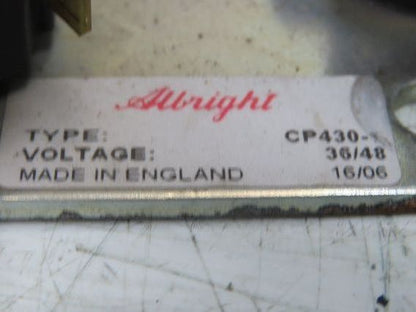 Albright
TYPE: CP430-
VOLTAGE: 36/48
MADE IN ENGLAND 16/06